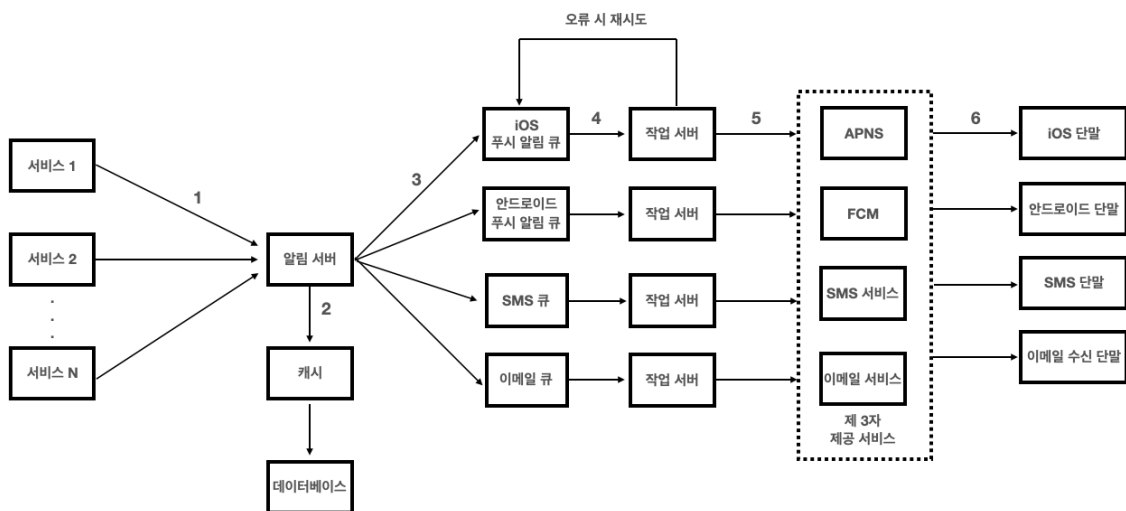 오류 시 재시도
서비스 1
서비스 2
.
.
.
서비스 N
1
알림 서버
2
캐시
데이터베이스
3
iOS
푸시 알림 큐
안드로이드
푸시 알림 큐
SMS 큐
이메일 큐
4
작업 서버
작업 서버
작업 서버
작업 서버
5
APNS
FCM
SMS 서비스
이메일 서비스
제 3자
제공 서비스
6
iOS 단말
안드로이드 단말
SMS 단말
이메일 수신 단말